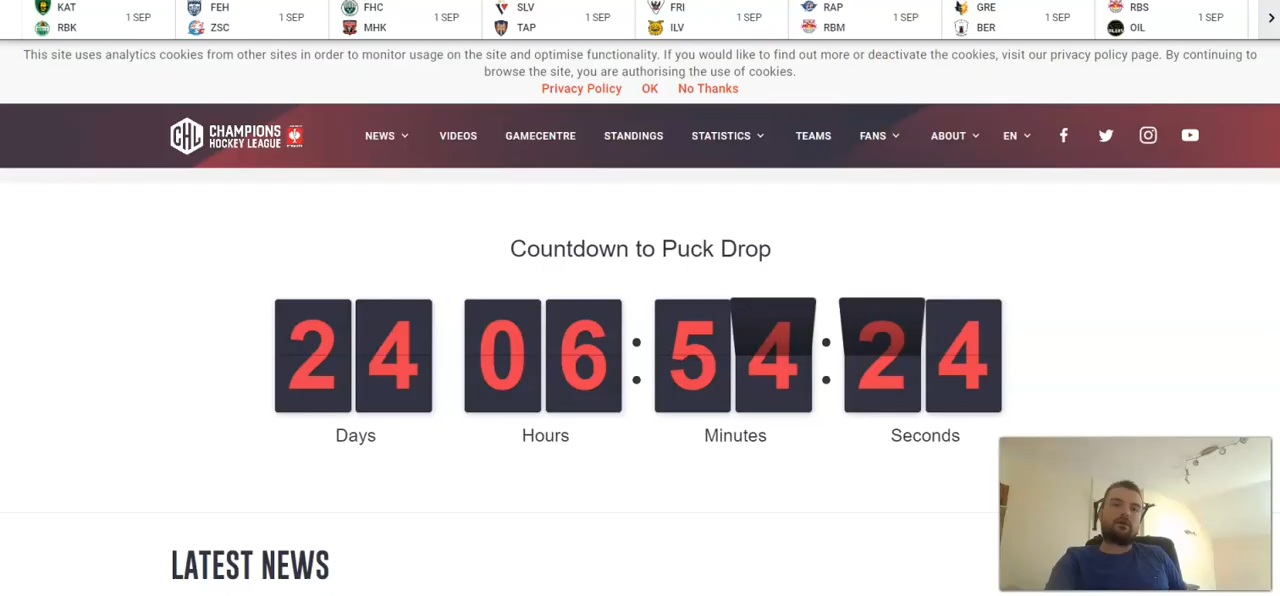 KAT FEH FHC SLV FRI RAP GRE RBS
1 SEP 1 SEP 1 SEP 1 SEP 1 SEP 1 SEP 1 SEP 1 SEP
RBK ZSC MHK TAP ILV RBM BER OIL
This site uses analytics cookies from other sites in order to monitor usage on the site and optimise functionality. If you would like to find out more or deactivate the cookies, visit our privacy policy page. By continuing to
browse the site, you are authorising the use of cookies.
Privacy Policy OK No Thanks
CHL CHAMPIONS
HOCKEY LEAGUE
NEWS VIDEOS GAMECENTRE STANDINGS STATISTICS TEAMS FANS ABOUT EN
Countdown to Puck Drop
24 06 : 54 : 24
Days Hours Minutes Seconds
LATEST NEWS